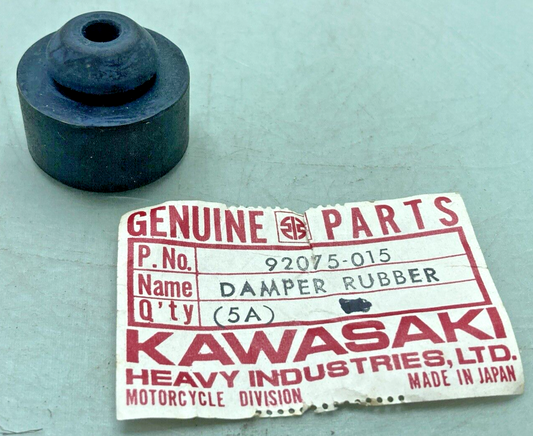 GENUINE PARTS
P. No. 92075-015
Name DAMPER RUBBER
Q'ty (5A)
KAWASAKI
HEAVY INDUSTRIES, LTD.
MOTORCYCLE DIVISION MADE IN JAPAN